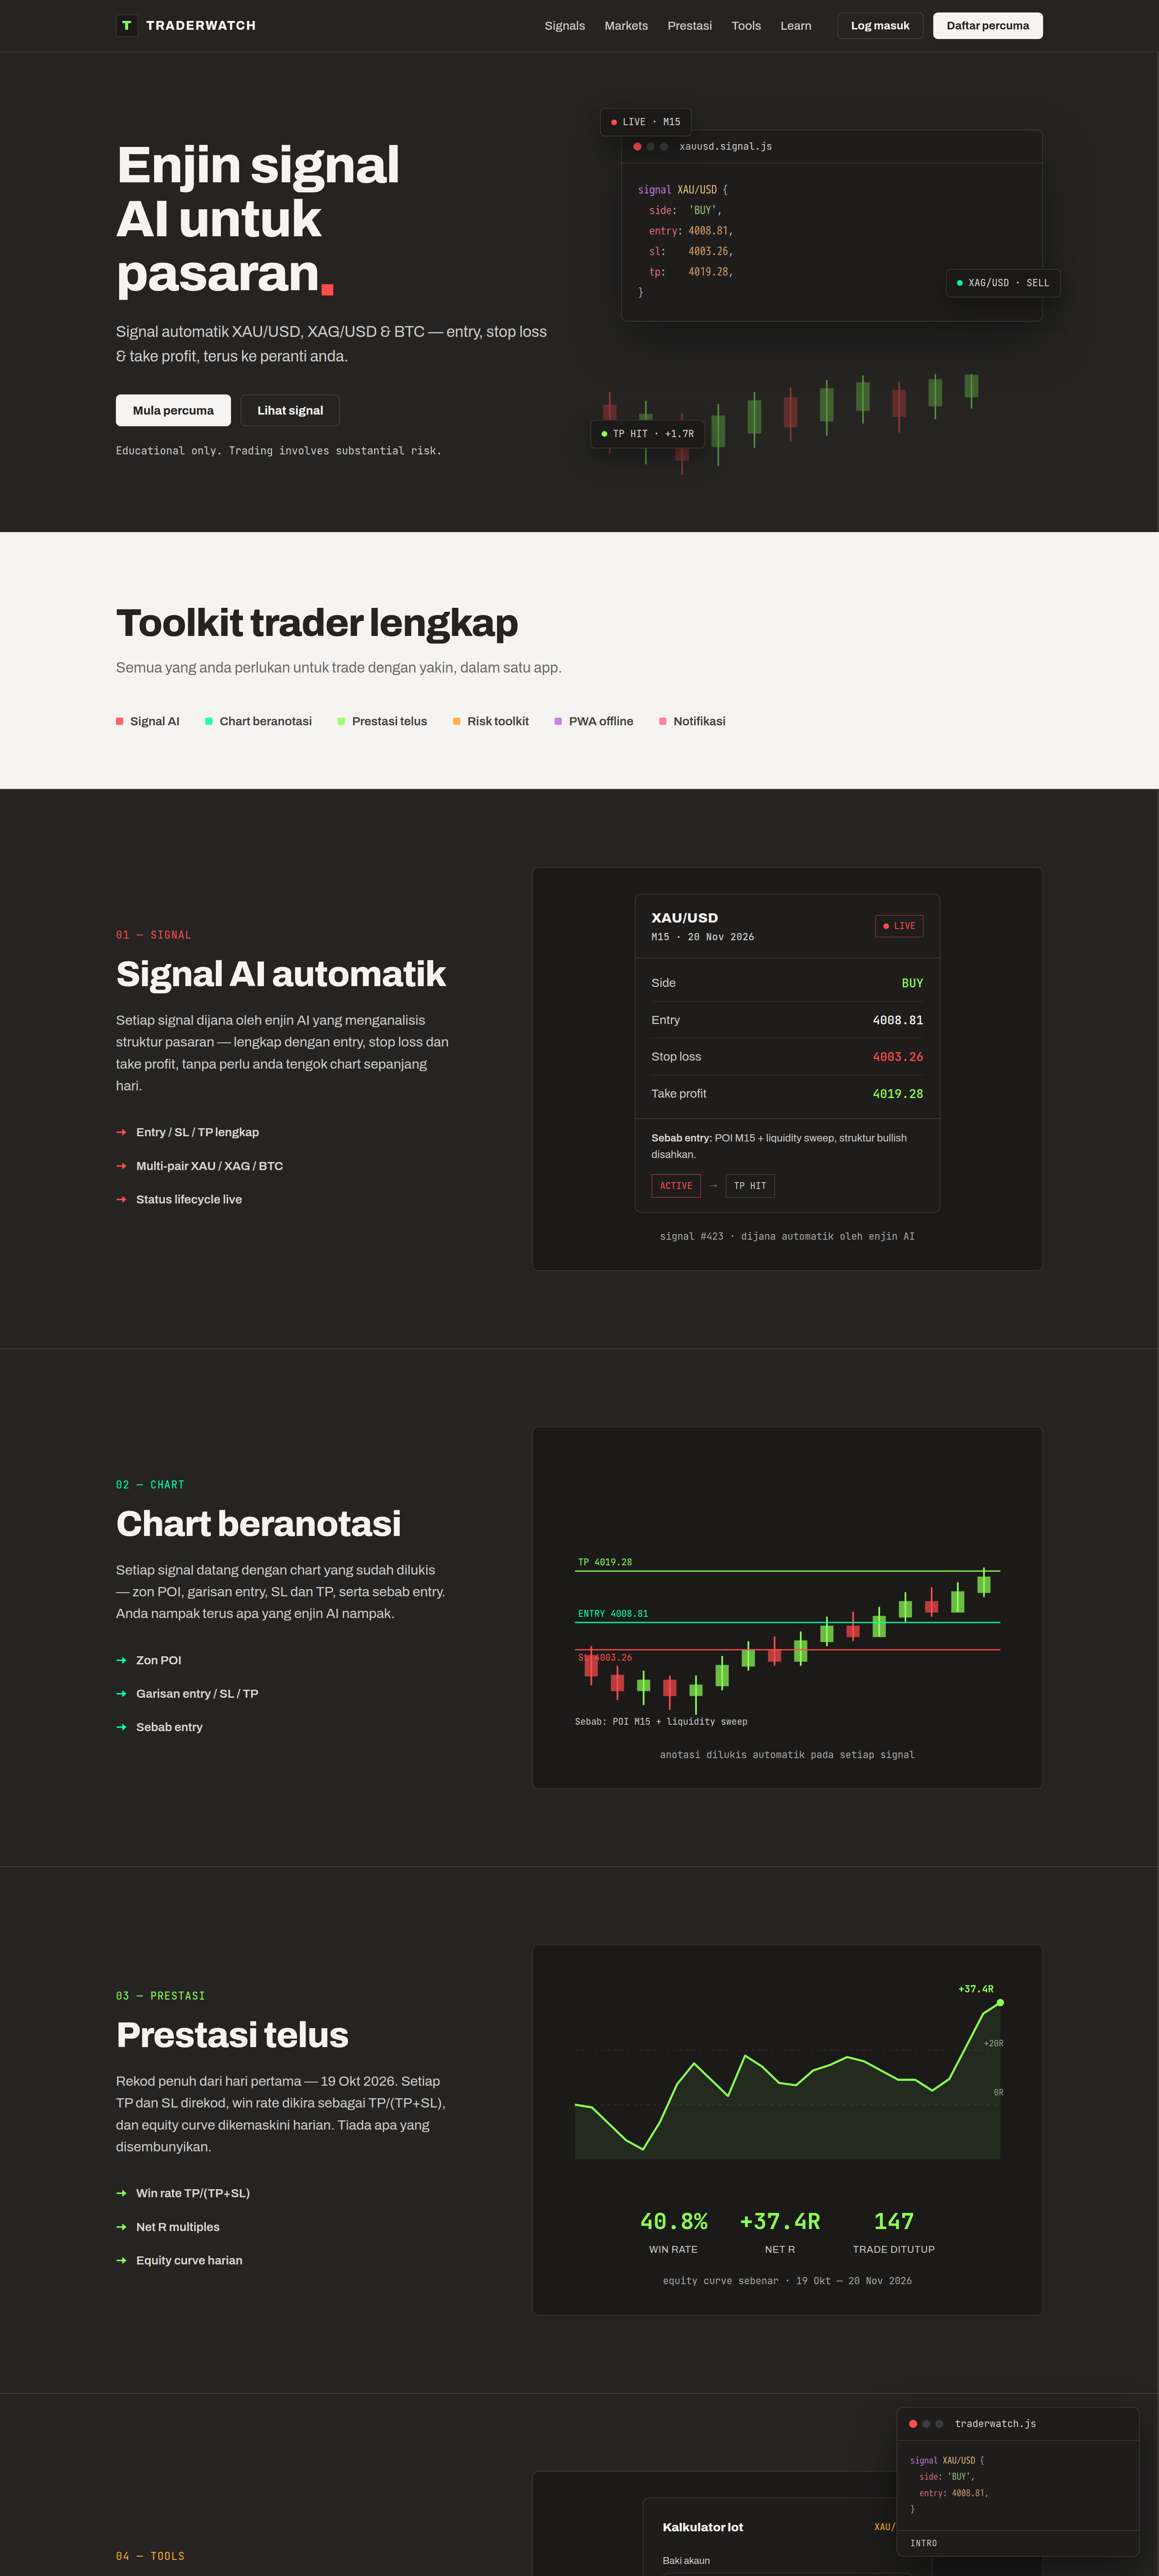 T TRADERWATCH Signals Markets Prestasi Tools Learn Log masuk Daftar percuma
LIVE · M15
xauusd.signal.js
signal XAU/USD {
side: 'BUY',
entry: 4008.81,
sl: 4003.26,
tp: 4019.28,
}
XAG/USD · SELL
TP HIT · +1.7R
Enjin signal
AI untuk
pasaran.
Signal automatik XAU/USD, XAG/USD & BTC — entry, stop loss
& take profit, terus ke peranti anda.
Mula percuma Lihat signal
Educational only. Trading involves substantial risk.
Toolkit trader lengkap
Semua yang anda perlukan untuk trade dengan yakin, dalam satu app.
Signal AI Chart beranotasi Prestasi telus Risk toolkit PWA offline Notifikasi
01 — SIGNAL
Signal AI automatik
Setiap signal dijana oleh enjin AI yang menganalisis
struktur pasaran — lengkap dengan entry, stop loss dan
take profit, tanpa perlu anda tengok chart sepanjang
hari.
→ Entry / SL / TP lengkap
→ Multi-pair XAU / XAG / BTC
→ Status lifecycle live
XAU/USD
M15 · 20 Nov 2026
LIVE
Side BUY
Entry 4008.81
Stop loss 4003.26
Take profit 4019.28
Sebab entry: POI M15 + liquidity sweep, struktur bullish
disahkan.
ACTIVE → TP HIT
signal #423 · dijana automatik oleh enjin AI
02 — CHART
Chart beranotasi
Setiap signal datang dengan chart yang sudah dilukis
— zon POI, garisan entry, SL dan TP, serta sebab entry.
Anda nampak terus apa yang enjin AI nampak.
→ Zon POI
→ Garisan entry / SL / TP
→ Sebab entry
TP 4019.28
ENTRY 4008.81
SL 4003.26
Sebab: POI M15 + liquidity sweep
anotasi dilukis automatik pada setiap signal
03 — PRESTASI
Prestasi telus
Rekod penuh dari hari pertama — 19 Okt 2026. Setiap
TP dan SL direkod, win rate dikira sebagai TP/(TP+SL),
dan equity curve dikemaskini harian. Tiada apa yang
disembunyikan.
→ Win rate TP/(TP+SL)
→ Net R multiples
→ Equity curve harian
+37.4R
+20R
0R
40.8% +37.4R 147
WIN RATE NET R TRADE DITUTUP
equity curve sebenar · 19 Okt — 20 Nov 2026
04 — TOOLS
Kalkulator lot XAU/
Baki akaun
traderwatch.js
signal XAU/USD {
side: 'BUY',
entry: 4008.81,
}
INTRO